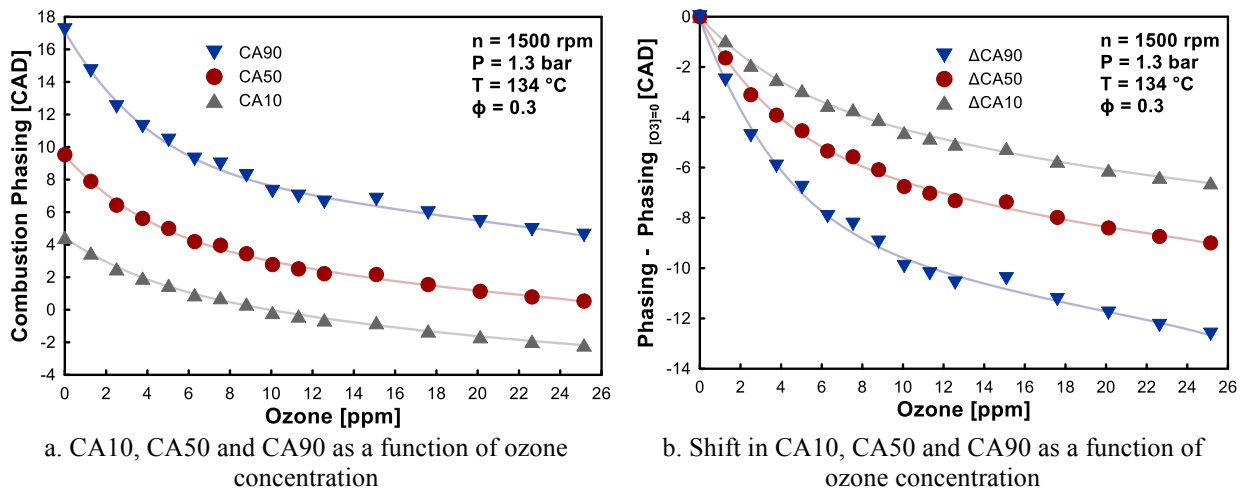 18
16
14
12
10
8
6
4
2
0
-2
-4
Combustion Phasing [CAD]
CA90
CA50
CA10
n = 1500 rpm
P = 1.3 bar
T = 134 °C
ϕ = 0.3
0 2 4 6 8 10 12 14 16 18 20 22 24 26
Ozone [ppm]
a. CA10, CA50 and CA90 as a function of ozone
concentration
0
-2
-4
-6
-8
-10
-12
-14
Phasing - Phasing [O3]=0 [CAD]
ΔCA90
ΔCA50
ΔCA10
n = 1500 rpm
P = 1.3 bar
T = 134 °C
ϕ = 0.3
0 2 4 6 8 10 12 14 16 18 20 22 24 26
Ozone [ppm]
b. Shift in CA10, CA50 and CA90 as a function of
ozone concentration